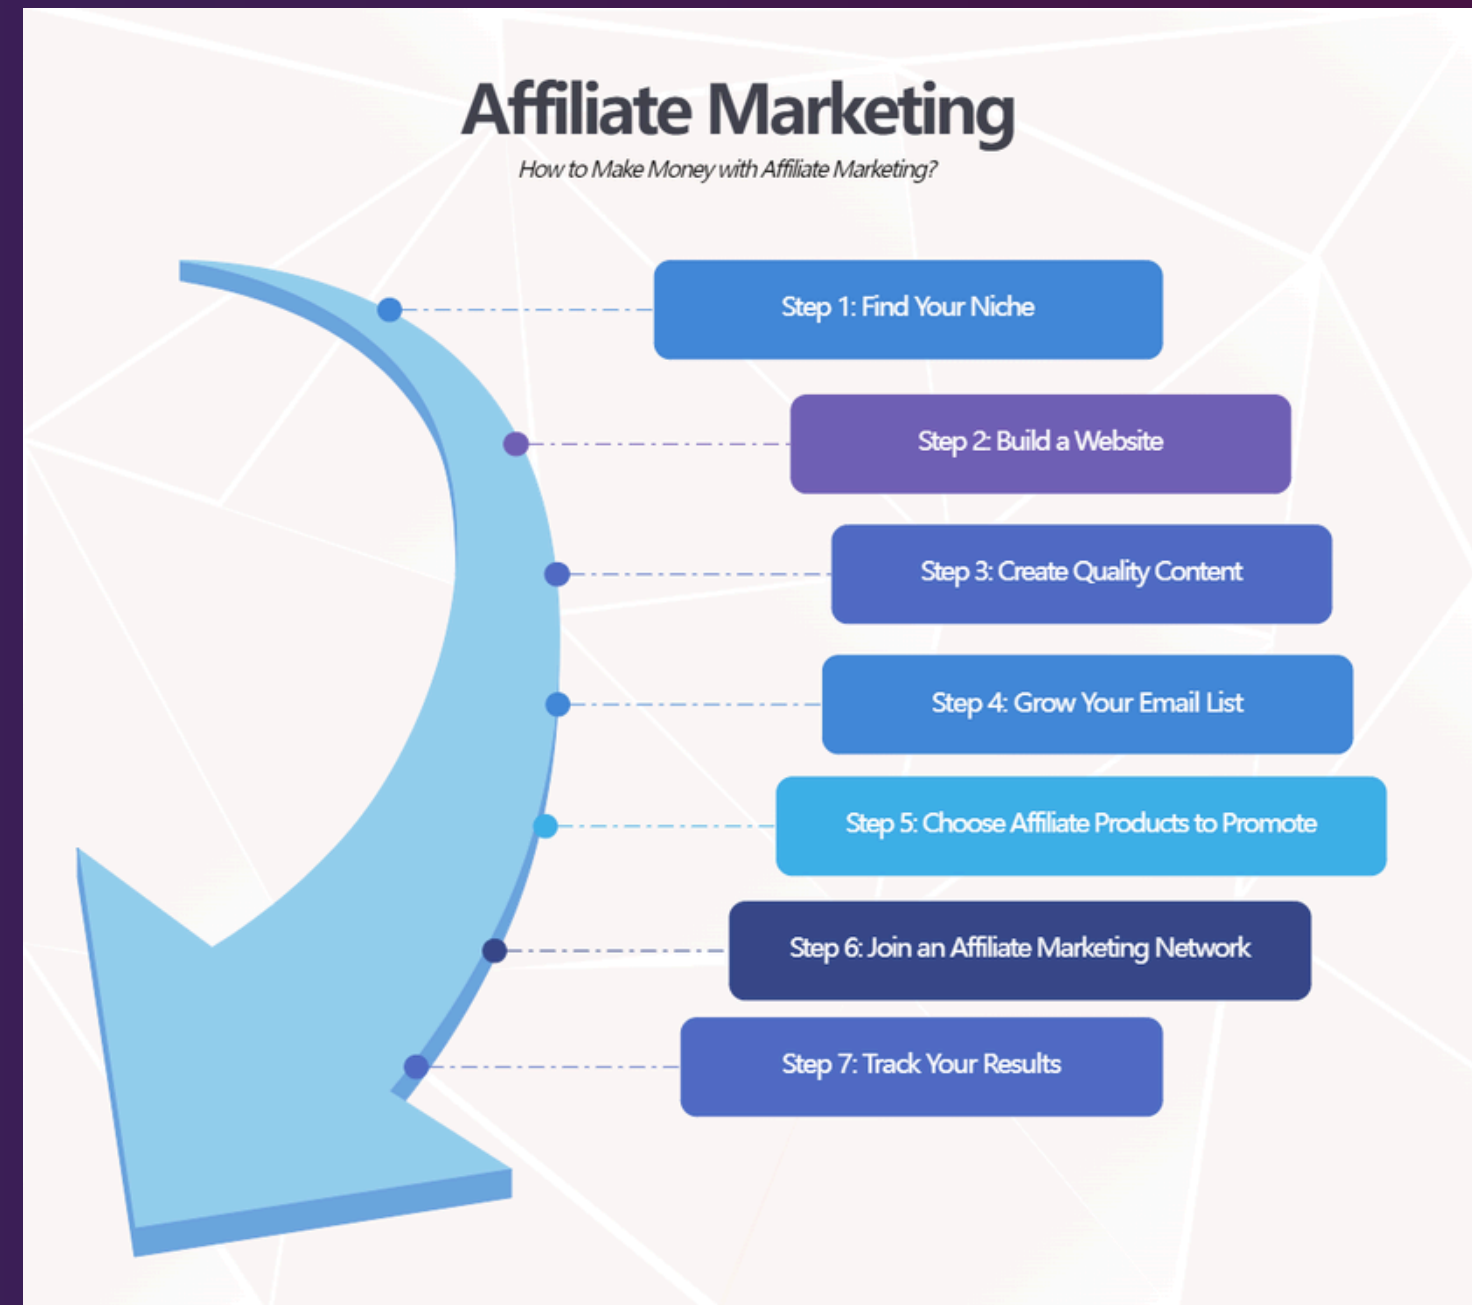 Affiliate Marketing
How to Make Money with Affiliate Marketing?
Step 1: Find Your Niche
Step 2: Build a Website
Step 3: Create Quality Content
Step 4: Grow Your Email List
Step 5: Choose Affiliate Products to Promote
Step 6: Join an Affiliate Marketing Network
Step 7: Track Your Results